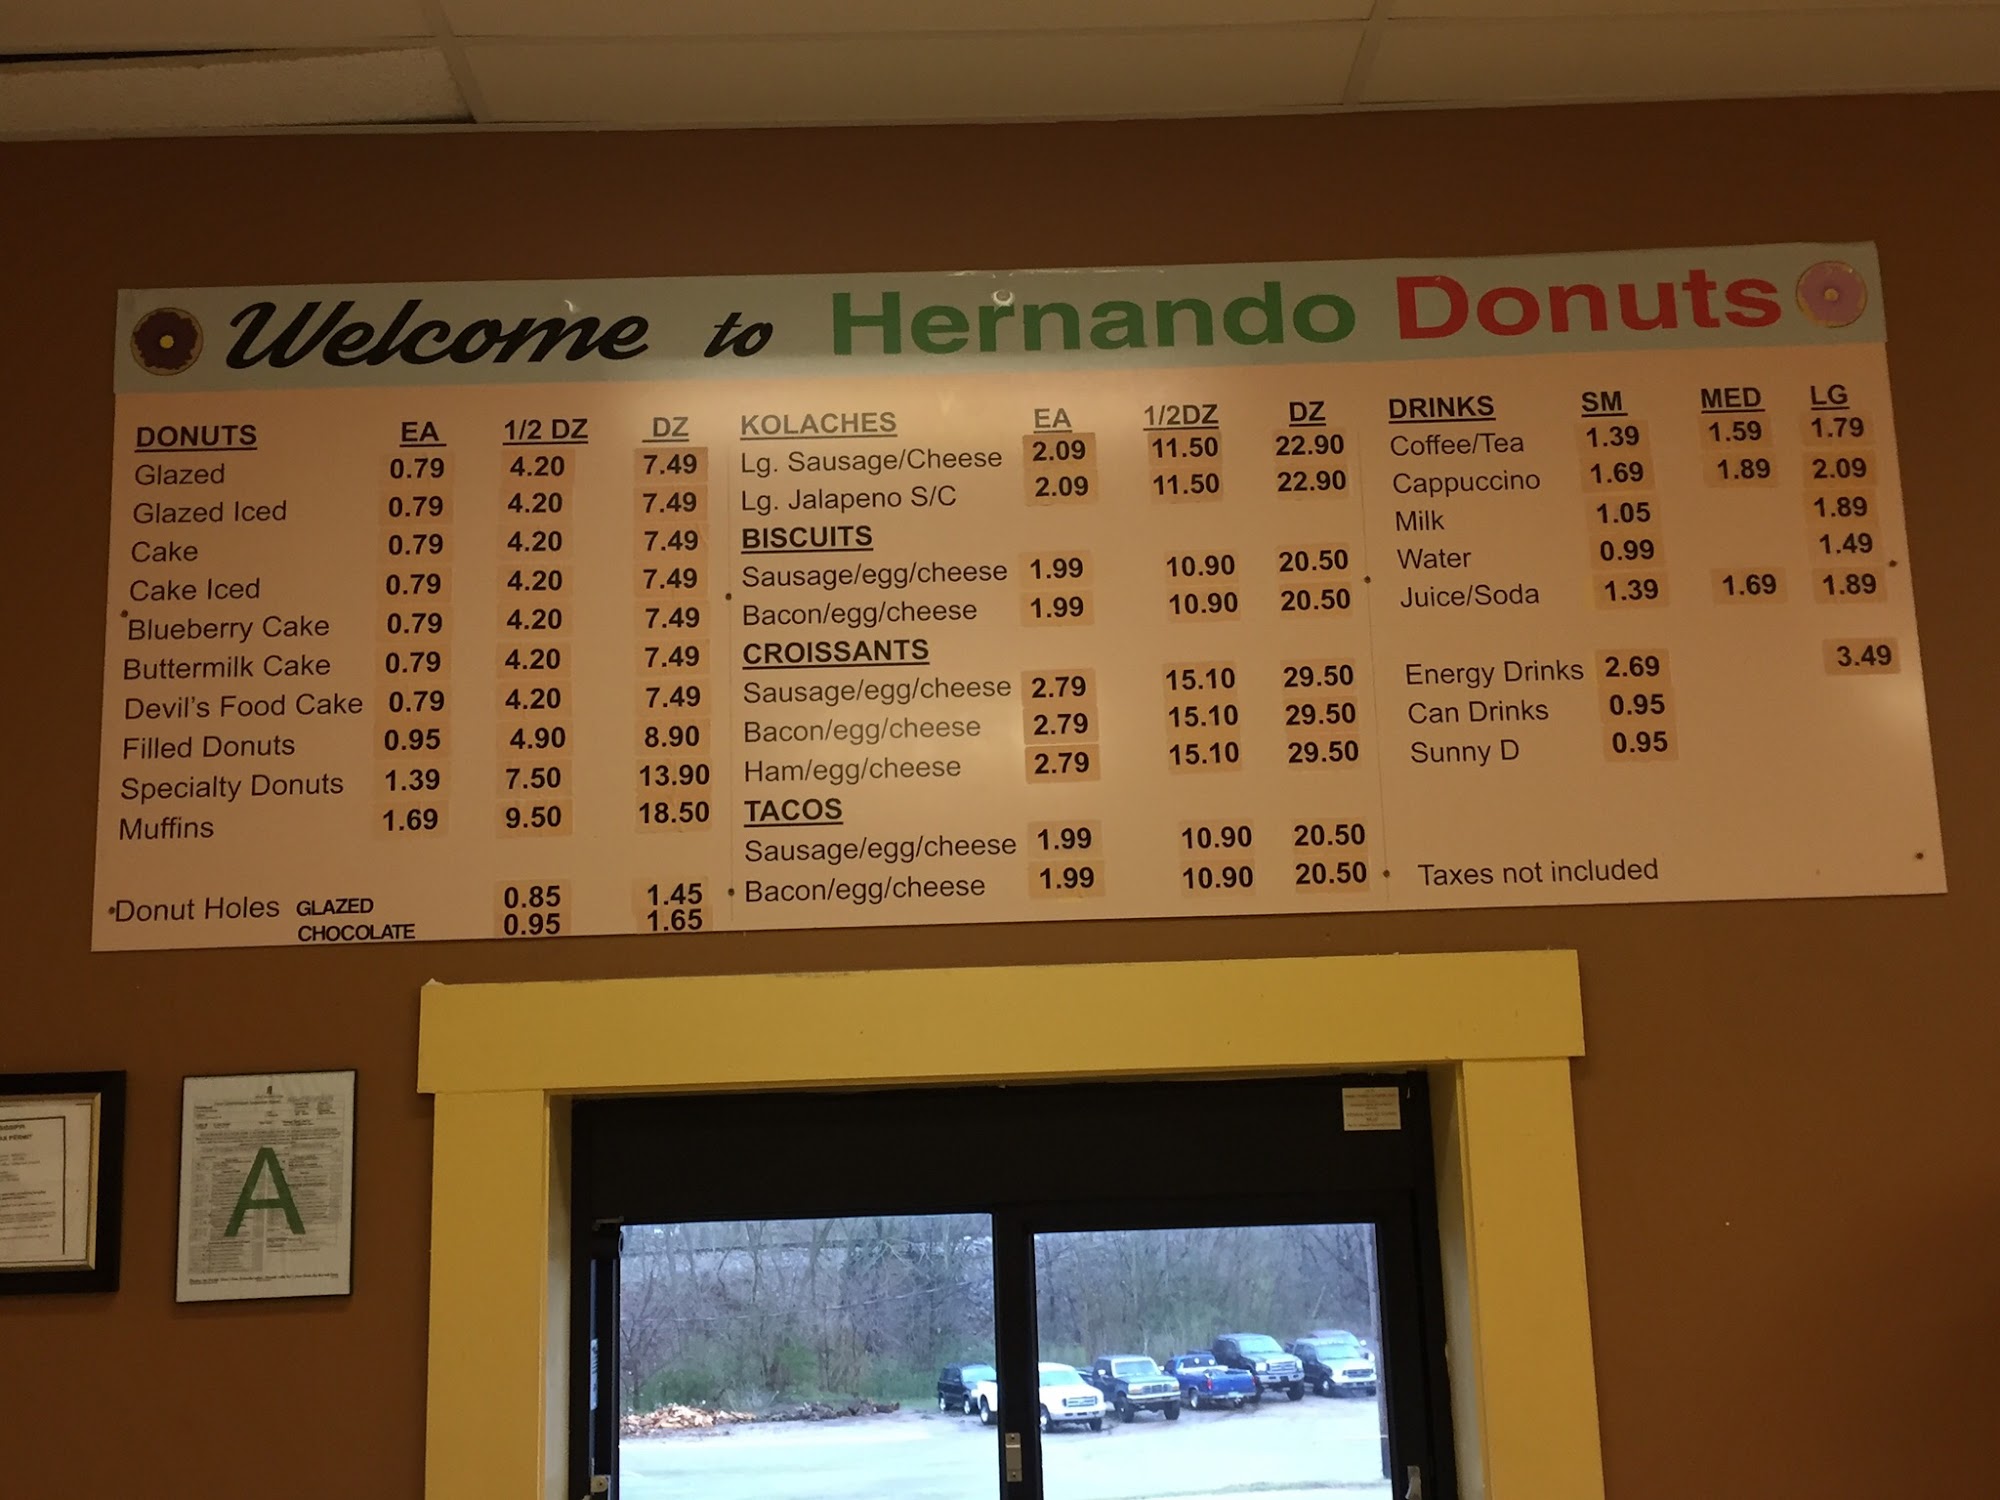 Welcome to Hernando Donuts
DONUTS EA 1/2 DZ DZ
Glazed 0.79 4.20 7.49
Glazed Iced 0.79 4.20 7.49
Cake 0.79 4.20 7.49
Cake Iced 0.79 4.20 7.49
Blueberry Cake 0.79 4.20 7.49
Buttermilk Cake 0.79 4.20 7.49
Devil's Food Cake 0.79 4.20 7.49
Filled Donuts 0.95 4.90 8.90
Specialty Donuts 1.39 7.50 13.90
Muffins 1.69 9.50 18.50
Donut Holes GLAZED 0.85 1.45
CHOCOLATE 0.95 1.65
KOLACHES EA 1/2DZ DZ
Lg. Sausage/Cheese 2.09 11.50 22.90
Lg. Jalapeno S/C 2.09 11.50 22.90
BISCUITS
Sausage/egg/cheese 1.99 10.90 20.50
Bacon/egg/cheese 1.99 10.90 20.50
CROISSANTS
Sausage/egg/cheese 2.79 15.10 29.50
Bacon/egg/cheese 2.79 15.10 29.50
Ham/egg/cheese 2.79 15.10 29.50
TACOS
Sausage/egg/cheese 1.99 10.90 20.50
Bacon/egg/cheese 1.99 10.90 20.50
DRINKS SM MED LG
Coffee/Tea 1.39 1.59 1.79
Cappuccino 1.69 1.89 2.09
Milk 1.05 1.89
Water 0.99 1.49
Juice/Soda 1.39 1.69 1.89
Energy Drinks 2.69 3.49
Can Drinks 0.95
Sunny D 0.95
Taxes not included
A